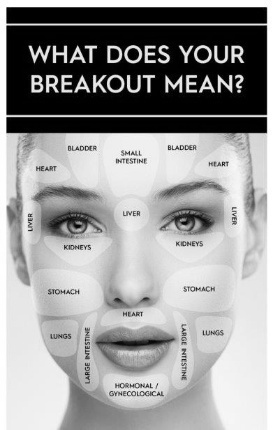 WHAT DOES YOUR
BREAKOUT MEAN?
BLADDER
SMALL
INTESTINE
BLADDER
HEART
HEART
LIVER
LIVER
LIVER
KIDNEYS
KIDNEYS
STOMACH
STOMACH
HEART
LUNGS
LARGE INTESTINE
LARGE INTESTINE
LUNGS
HORMONAL /
GYNECOLOGICAL